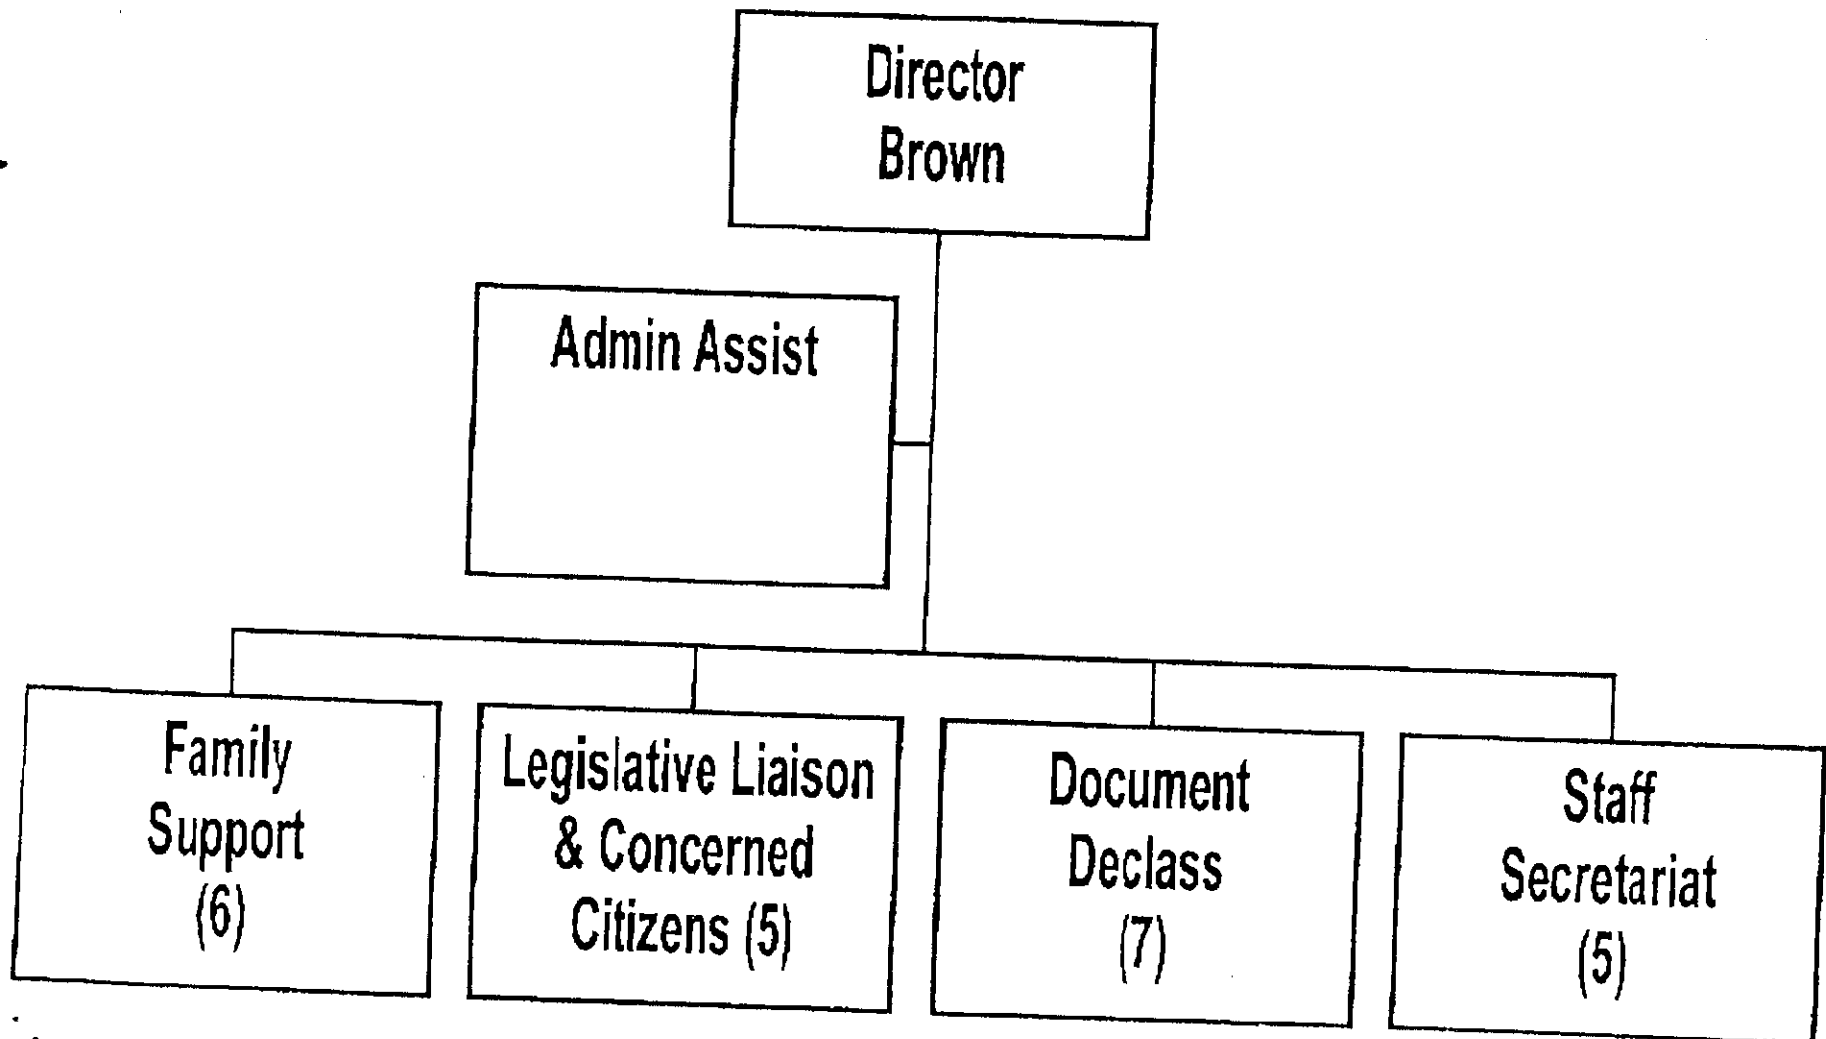 Director
Brown
Admin Assist
Family
Support
(6)
Legislative Liaison
& Concerned
Citizens (5)
Document
Declass
(7)
Staff
Secretariat
(5)